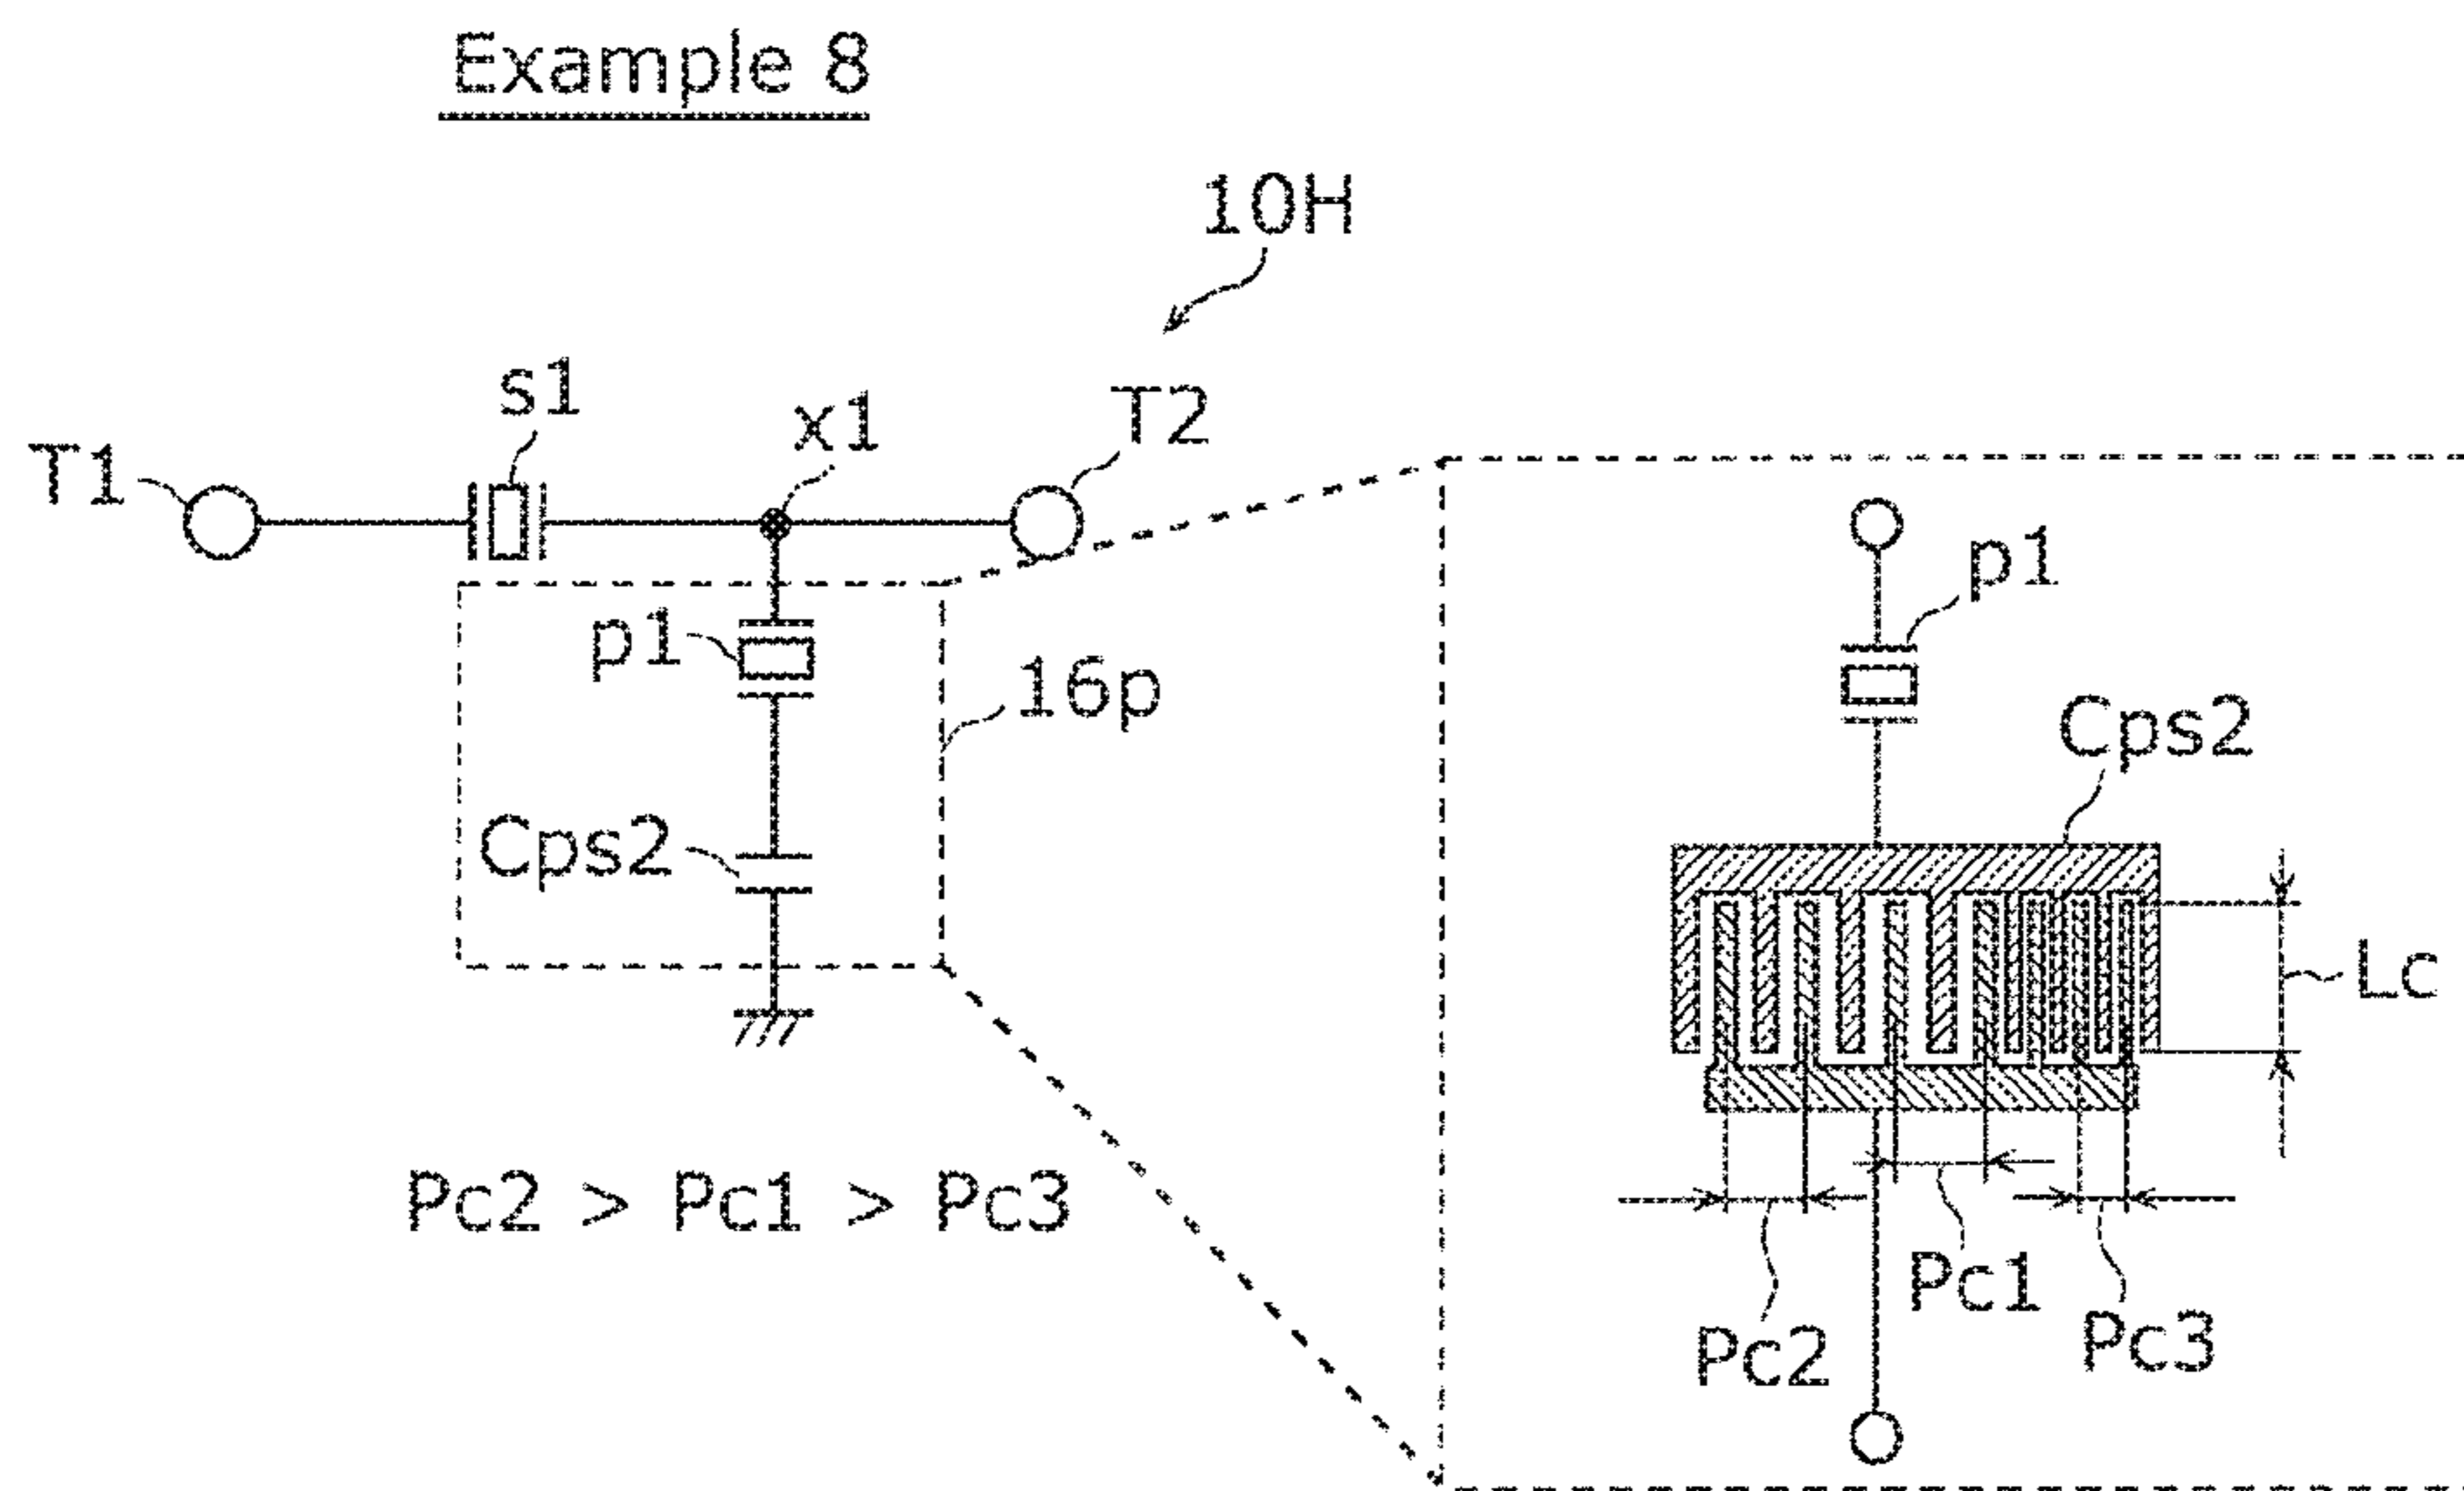 Example 8
10H
s1
x1
T2
T1
p1
p1
16p
Cps2
Cps2
Lc
Pc2 > Pc1 > Pc3
Pc1
Pc2
Pc3